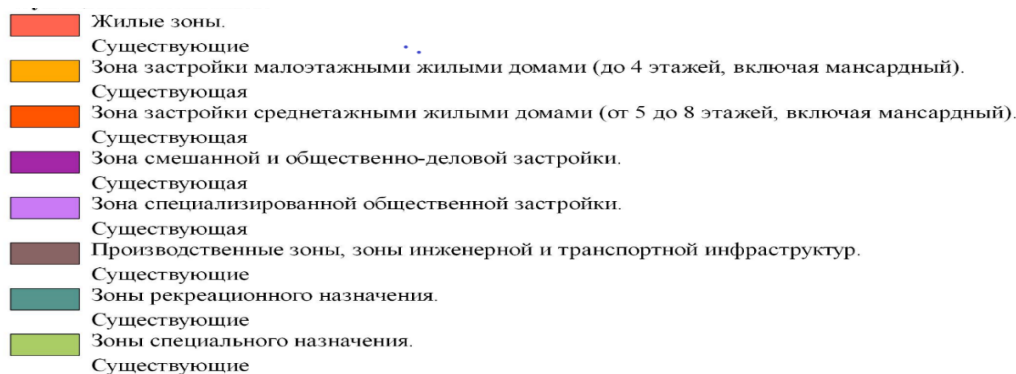 Жилые зоны.
Существующие
Зона застройки малоэтажными жилыми домами (до 4 этажей, включая мансардный).
Существующая
Зона застройки среднетажными жилыми домами (от 5 до 8 этажей, включая мансардный).
Существующая
Зона смешанной и общественно-деловой застройки.
Существующая
Зона специализированной общественной застройки.
Существующая
Производственные зоны, зоны инженерной и транспортной инфраструктур.
Существующие
Зоны рекреационного назначения.
Существующие
Зоны специального назначения.
Существующие